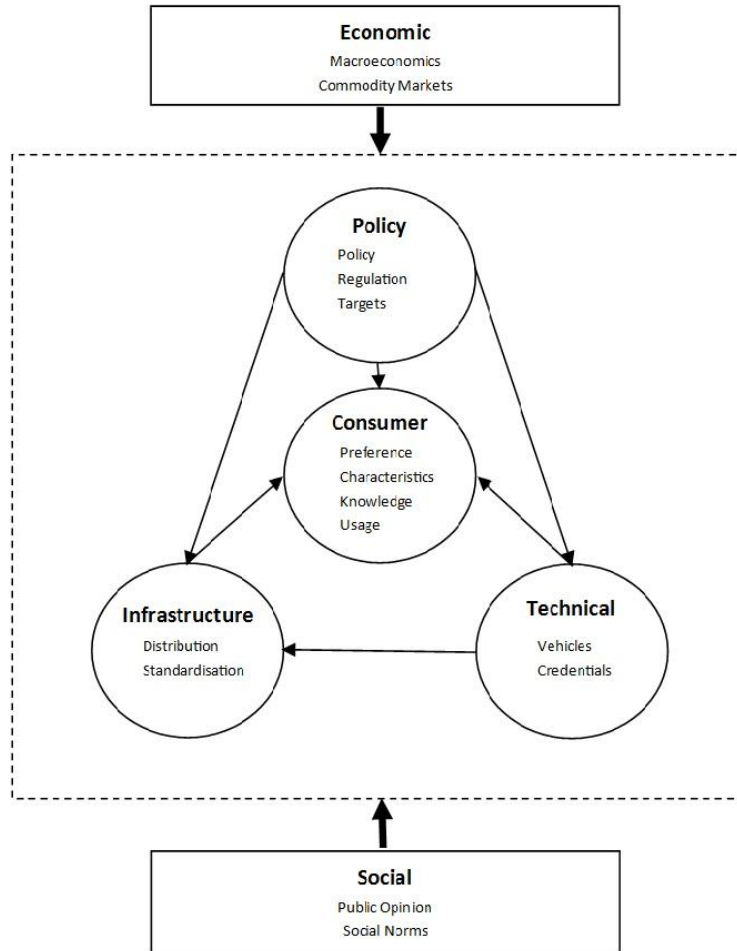 Economic
Macroeconomics
Commodity Markets
Policy
Policy
Regulation
Targets
Consumer
Preference
Characteristics
Knowledge
Usage
Infrastructure
Distribution
Standardisation
Technical
Vehicles
Credentials
Social
Public Opinion
Social Norms